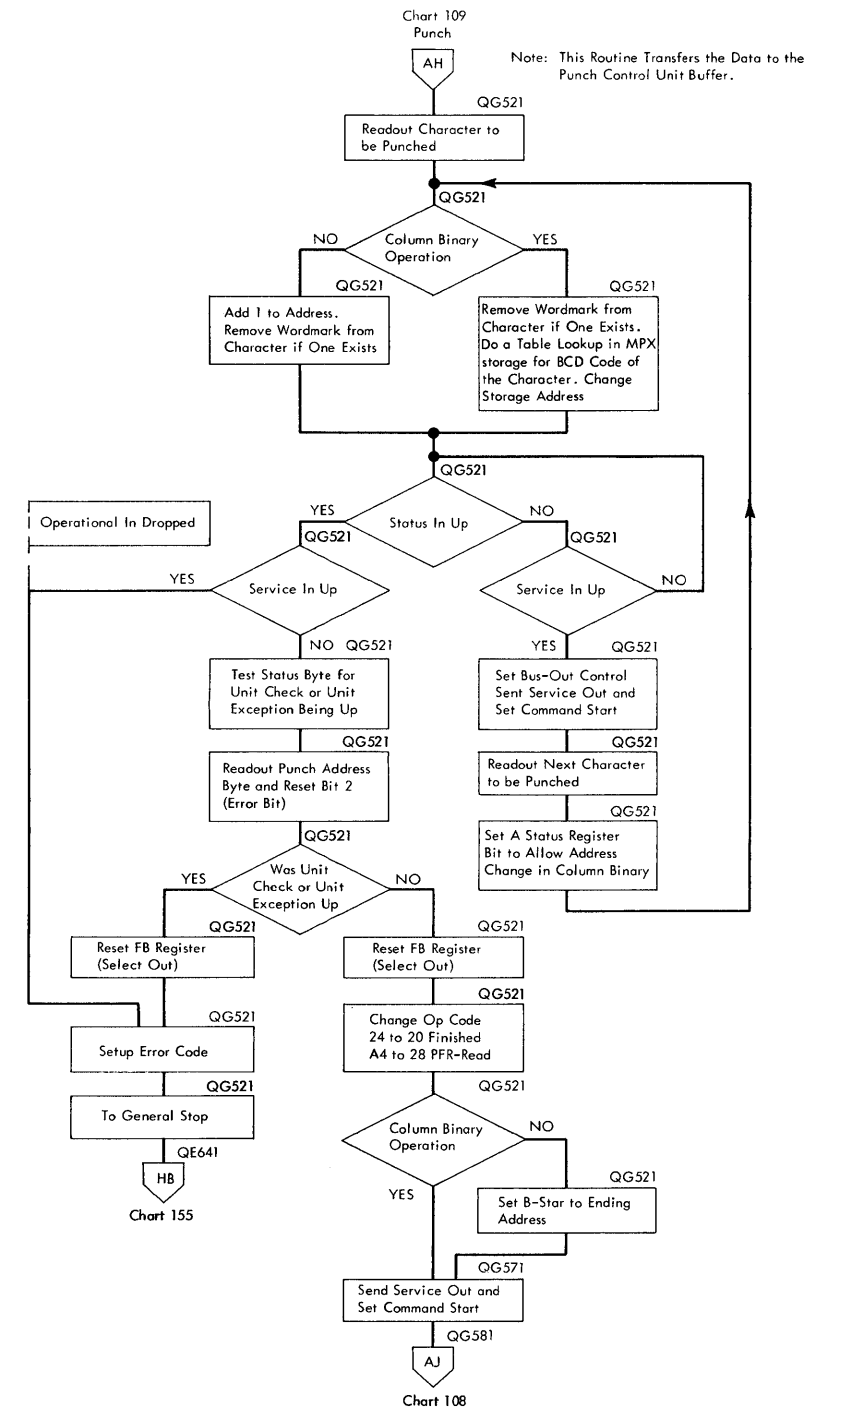 Chart 109
Punch
AH
Note: This Routine Transfers the Data to the
Punch Control Unit Buffer.
QG521
Readout Character to
be Punched
QG521
NO
Column Binary
Operation
YES
QG521
Add 1 to Address.
Remove Wordmark from
Character if One Exists
QG521
Remove Wordmark from
Character if One Exists.
Do a Table Lookup in MPX
storage for BCD Code of
the Character. Change
Storage Address
QG521
YES
Status In Up
NO
Operational In Dropped
QG521
YES
Service In Up
QG521
Service In Up
NO
NO QG521
Test Status Byte for
Unit Check or Unit
Exception Being Up
YES
QG521
Set Bus-Out Control
Sent Service Out and
Set Command Start
QG521
Readout Punch Address
Byte and Reset Bit 2
(Error Bit)
QG521
Readout Next Character
to be Punched
QG521
Set A Status Register
Bit to Allow Address
Change in Column Binary
QG521
YES
Was Unit
Check or Unit
Exception Up
NO
QG521
Reset FB Register
(Select Out)
QG521
Reset FB Register
(Select Out)
QG521
Setup Error Code
QG521
Change Op Code
24 to 20 Finished
A4 to 28 PFR-Read
QG521
To General Stop
QE641
HB
Chart 155
QG521
Column Binary
Operation
NO
YES
QG521
Set B-Star to Ending
Address
QG571
Send Service Out and
Set Command Start
QG581
AJ
Chart 108